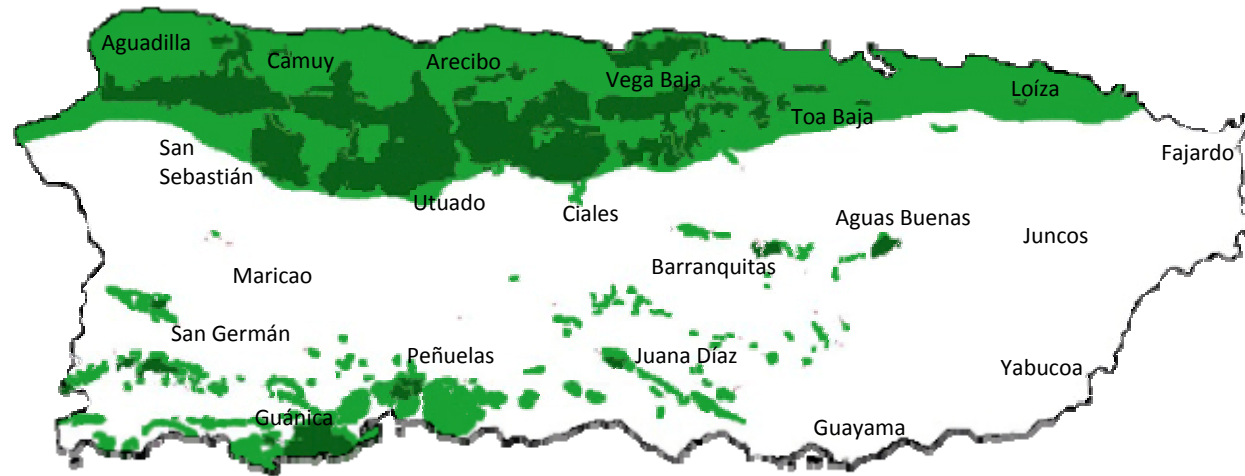 Aguadilla
Camuy
Arecibo
Vega Baja
Loíza
Toa Baja
San
Sebastián
Fajardo
Utuado
Ciales
Aguas Buenas
Juncos
Barranquitas
Maricao
San Germán
Peñuelas
Juana Díaz
Yabucoa
Guánica
Guayama